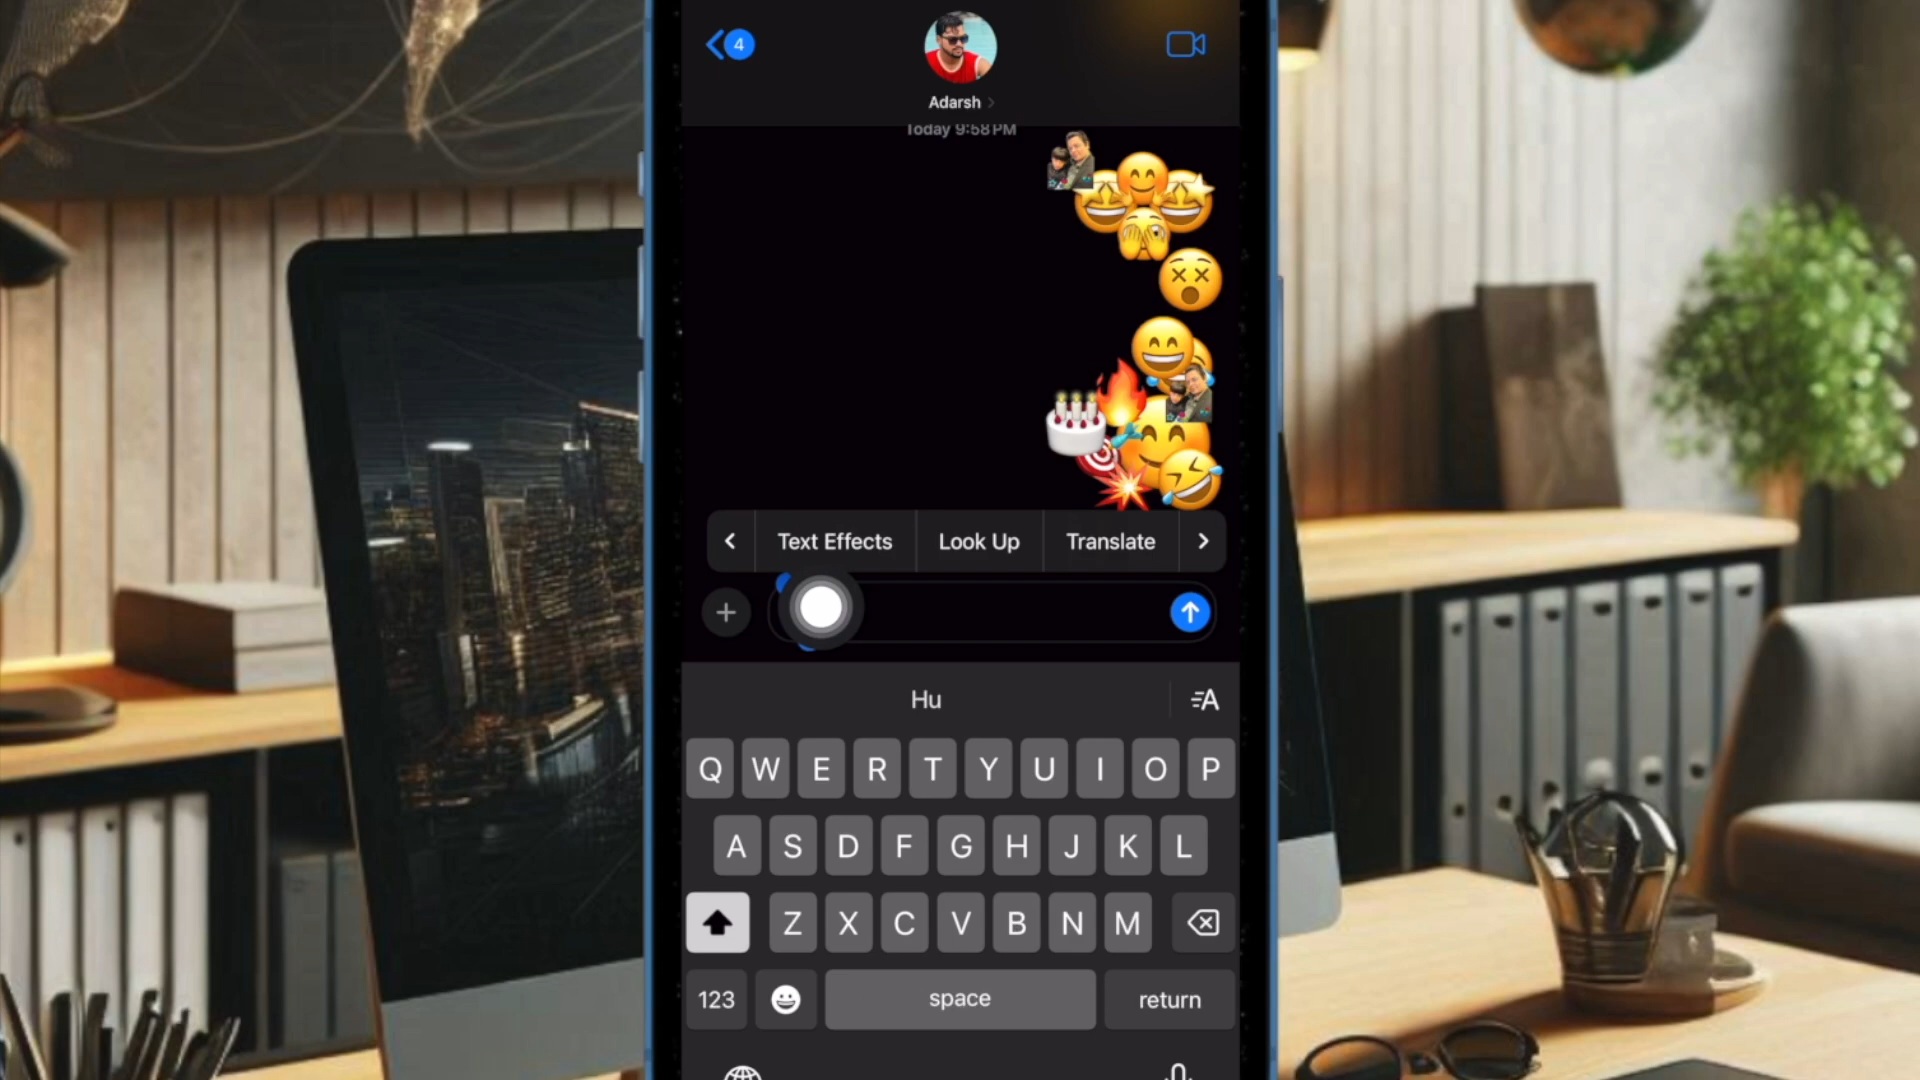 4
Adarsh
Today 9:58 PM
Text Effects
Look Up
Translate
Hu
Q W E R T Y U I O P
A S D F G H J K L
Z X C V B N M
123
space
return